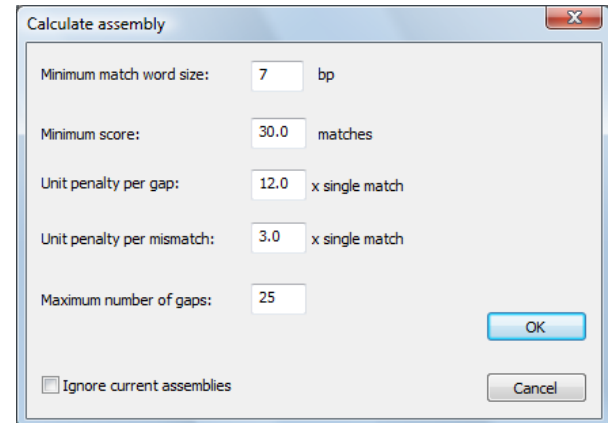 Calculate assembly
Minimum match word size: 7 bp
Minimum score: 30.0 matches
Unit penalty per gap: 12.0 x single match
Unit penalty per mismatch: 3.0 x single match
Maximum number of gaps: 25
OK
Ignore current assemblies
Cancel